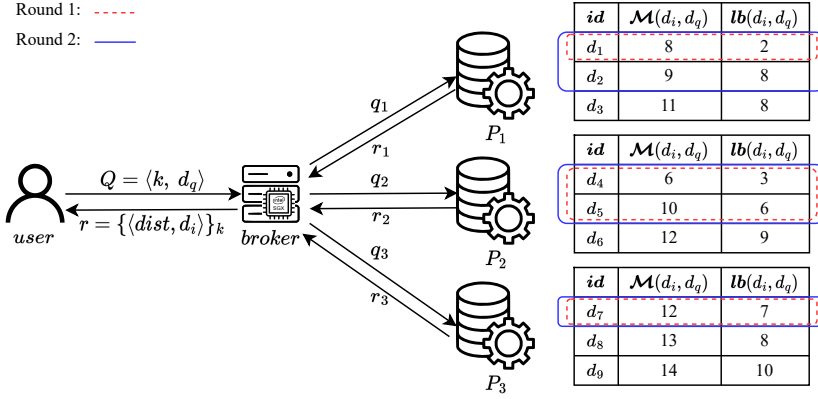 Round 1:
Round 2:
user
Q = ⟨k, d_q⟩
r = {⟨dist, d_i⟩}_k
intel
SGX
broker
q_1
r_1
q_2
r_2
q_3
r_3
P_1
P_2
P_3
id M(d_i, d_q) lb(d_i, d_q)
d_1 8 2
d_2 9 8
d_3 11 8
id M(d_i, d_q) lb(d_i, d_q)
d_4 6 3
d_5 10 6
d_6 12 9
id M(d_i, d_q) lb(d_i, d_q)
d_7 12 7
d_8 13 8
d_9 14 10